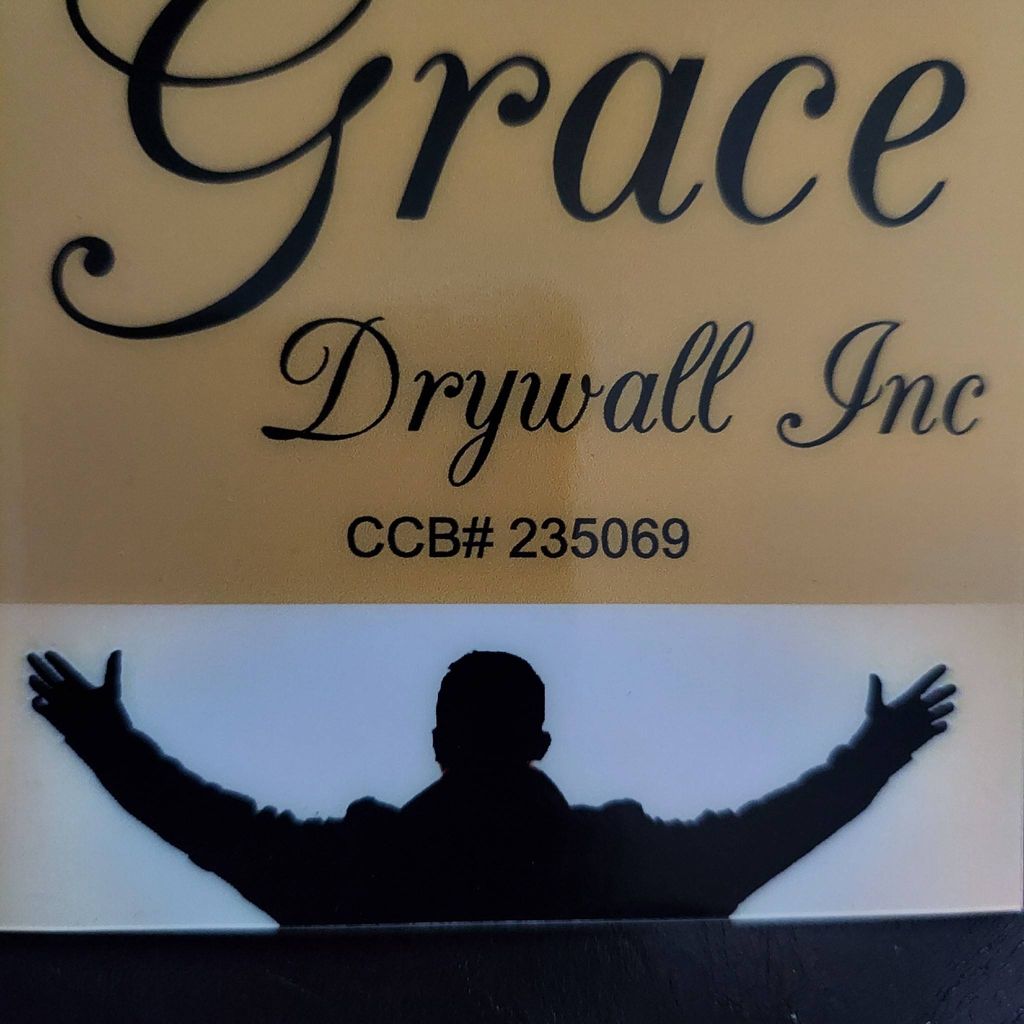 Grace
Drywall Inc
CCB# 235069